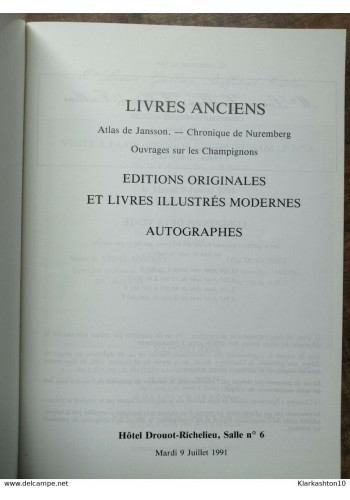 LIVRES ANCIENS
Atlas de Jansson. — Chronique de Nuremberg
Ouvrages sur les Champignons
EDITIONS ORIGINALES
ET LIVRES ILLUSTRÉS MODERNES
AUTOGRAPHES
Hôtel Drouot-Richelieu, Salle n° 6
Mardi 9 Juillet 1991
www.delcampe.net
Klarkashton10